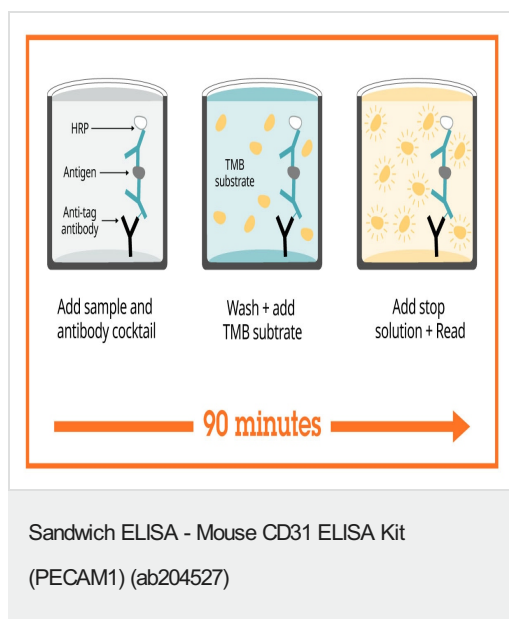 HRP
Antigen
Anti-tag
antibody
TMB
substrate
Add sample and
antibody cocktail
Wash + add
TMB subtrate
Add stop
solution + Read
90 minutes
Sandwich ELISA - Mouse CD31 ELISA Kit
(PECAM1) (ab204527)